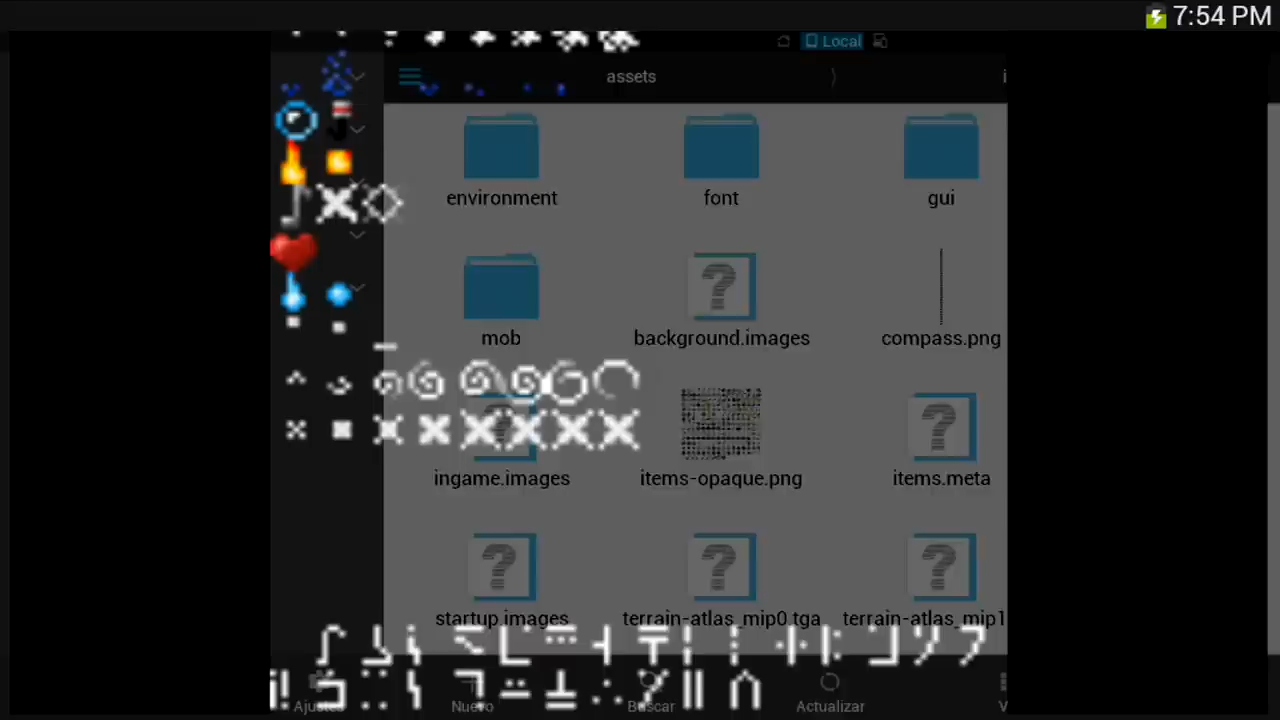 7:54 PM
Local
assets
environment font gui
mob background.images compass.png
ingame.images items-opaque.png items.meta
startup.images terrain-atlas_mip0.tga terrain-atlas_mip1
Nuevo Buscar Actualizar